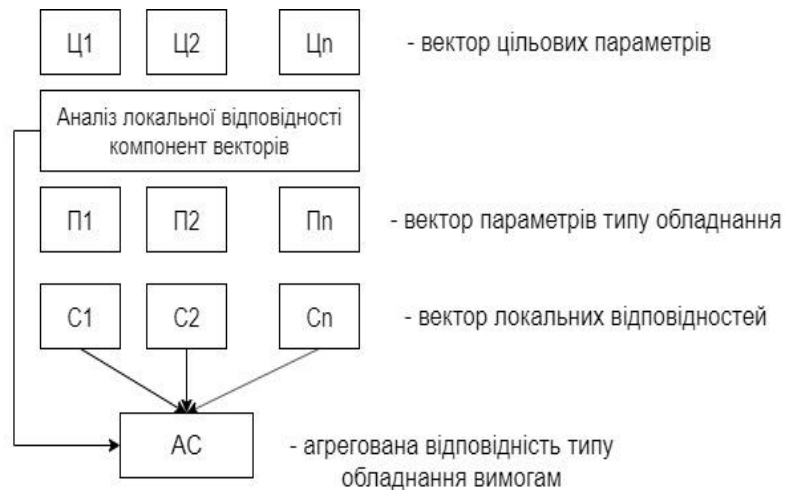 Ц1 Ц2 Цn - вектор цільових параметрів
Аналіз локальної відповідності
компонент векторів
П1 П2 Пn - вектор параметрів типу обладнання
С1 С2 Сn - вектор локальних відповідностей
АС - агрегована відповідність типу
обладнання вимогам